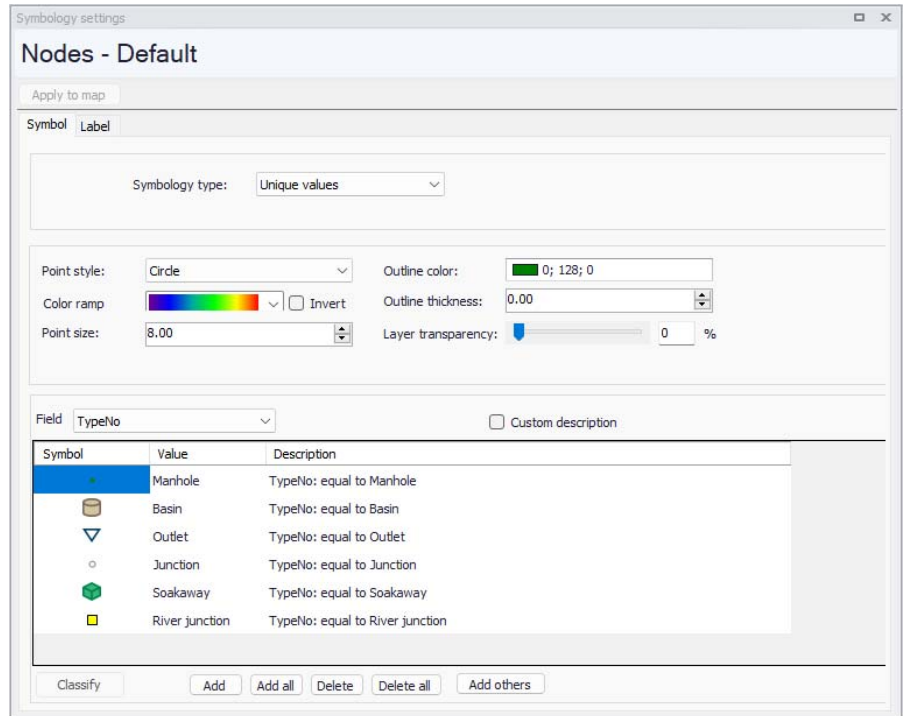 Symbology settings
Nodes - Default
Apply to map
Symbol Label
Symbology type: Unique values
Point style: Circle Outline color: 0; 128; 0
Color ramp Invert Outline thickness: 0.00
Point size: 8.00 Layer transparency: 0 %
Field TypeNo Custom description
Symbol Value Description
Manhole TypeNo: equal to Manhole
Basin TypeNo: equal to Basin
Outlet TypeNo: equal to Outlet
Junction TypeNo: equal to Junction
Soakaway TypeNo: equal to Soakaway
River junction TypeNo: equal to River junction
Classify Add Add all Delete Delete all Add others